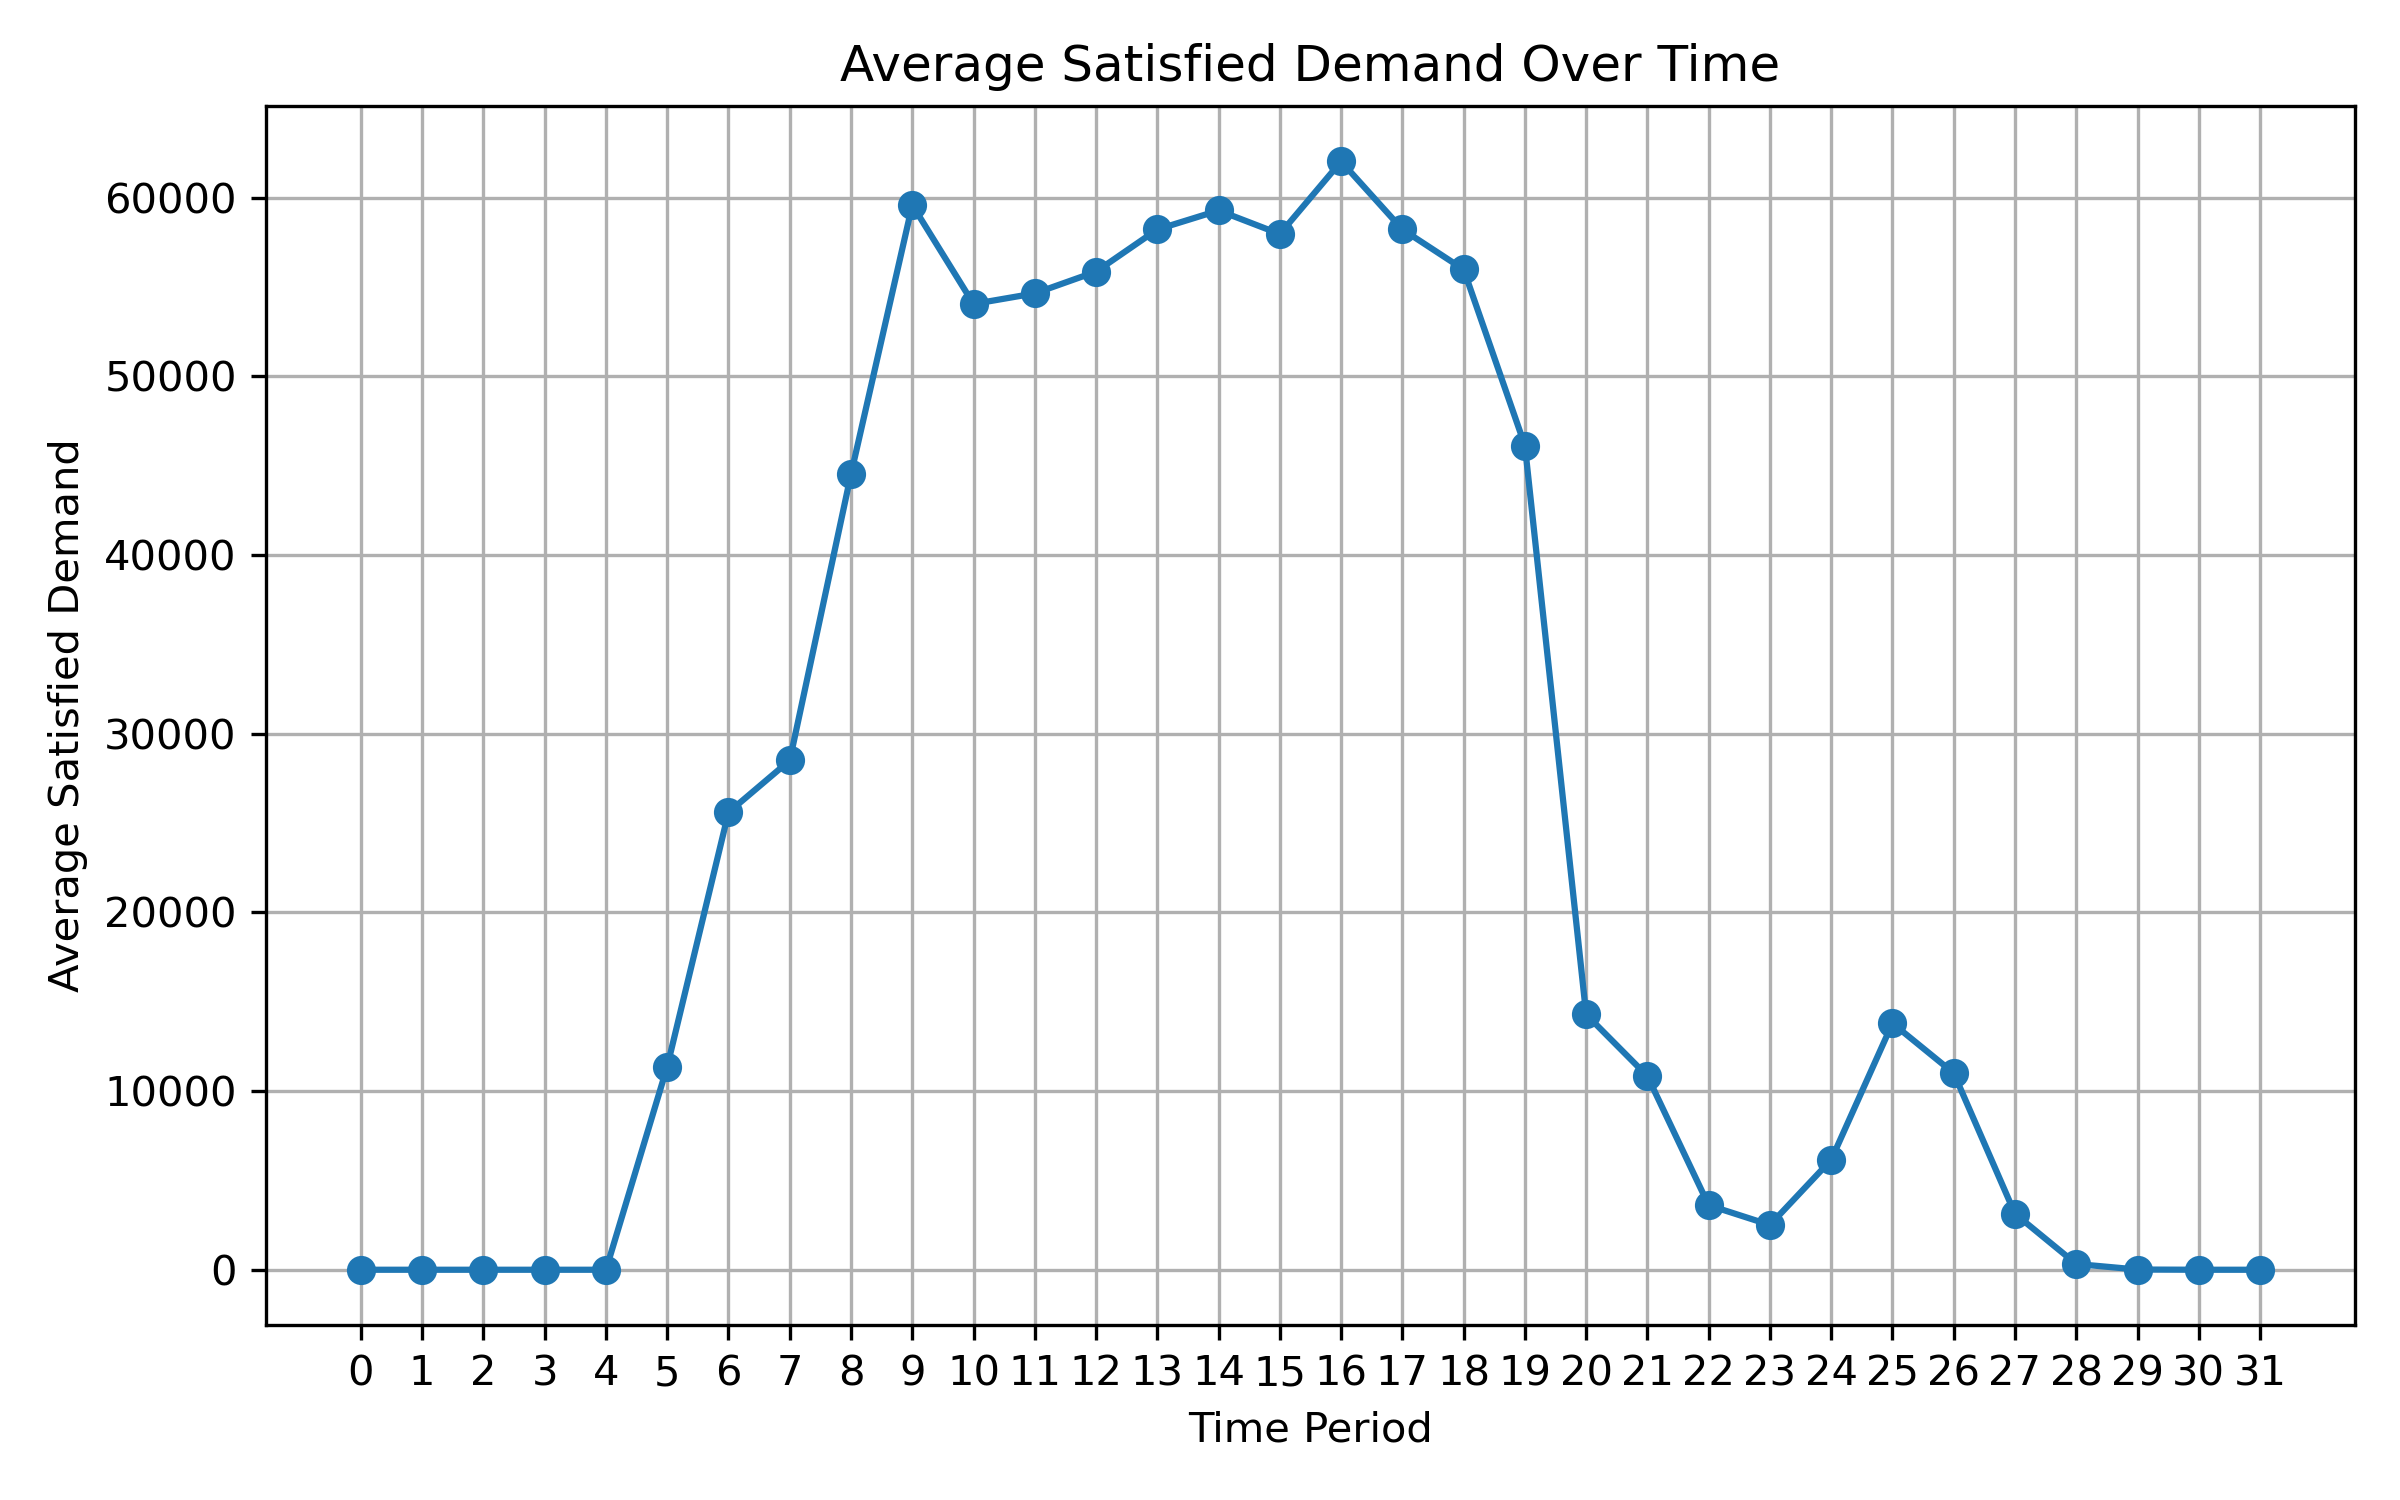 Average Satisfied Demand Over Time
60000
50000
40000
30000
20000
10000
0
Average Satisfied Demand
0 1 2 3 4 5 6 7 8 9 10 11 12 13 14 15 16 17 18 19 20 21 22 23 24 25 26 27 28 29 30 31
Time Period